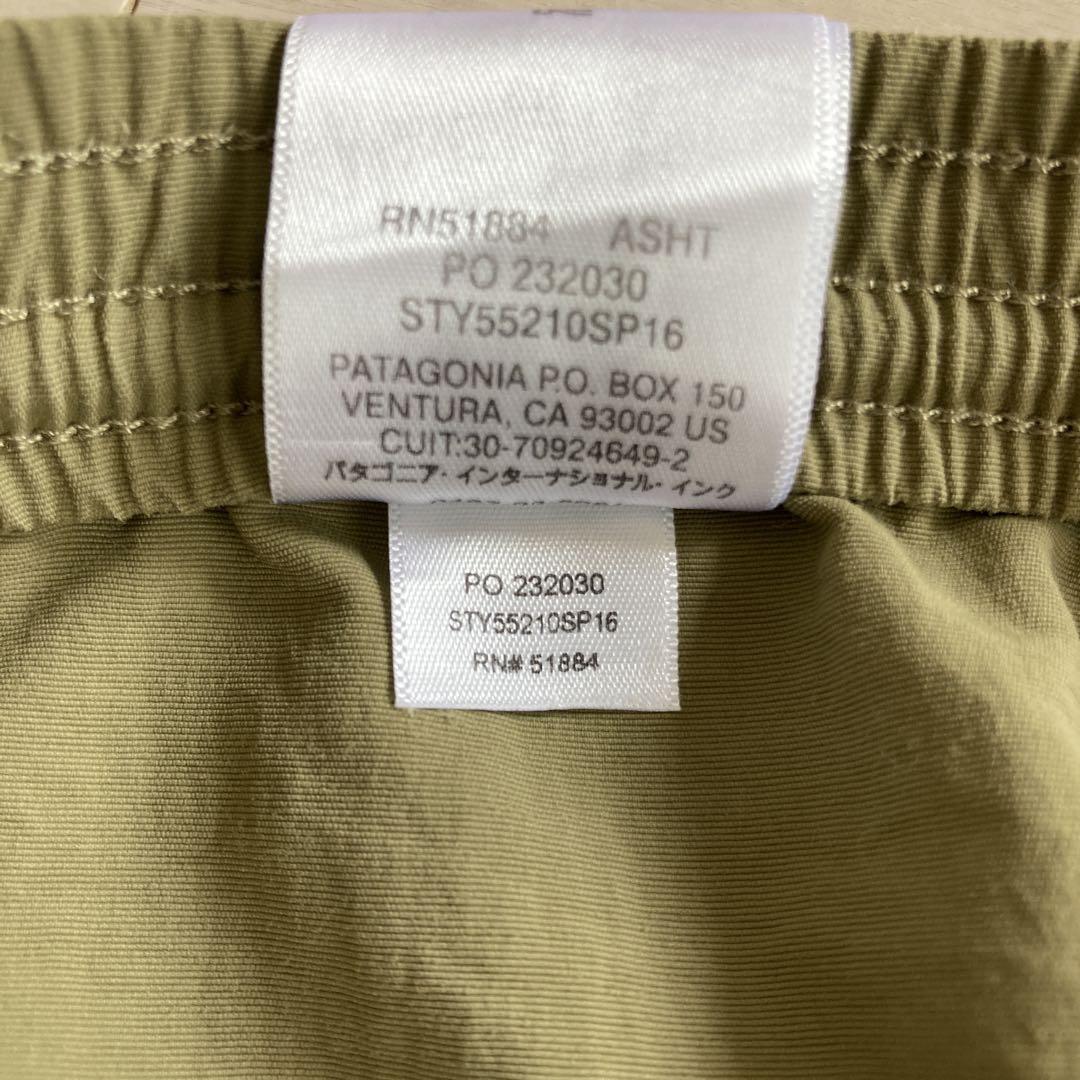 RN51884 ASHT
PO 232030
STY55210SP16
PATAGONIA P.O. BOX 150
VENTURA, CA 93002 US
CUIT:30-70924649-2
パタゴニア・インターナショナル・インク
PO 232030
STY55210SP16
RN# 51884